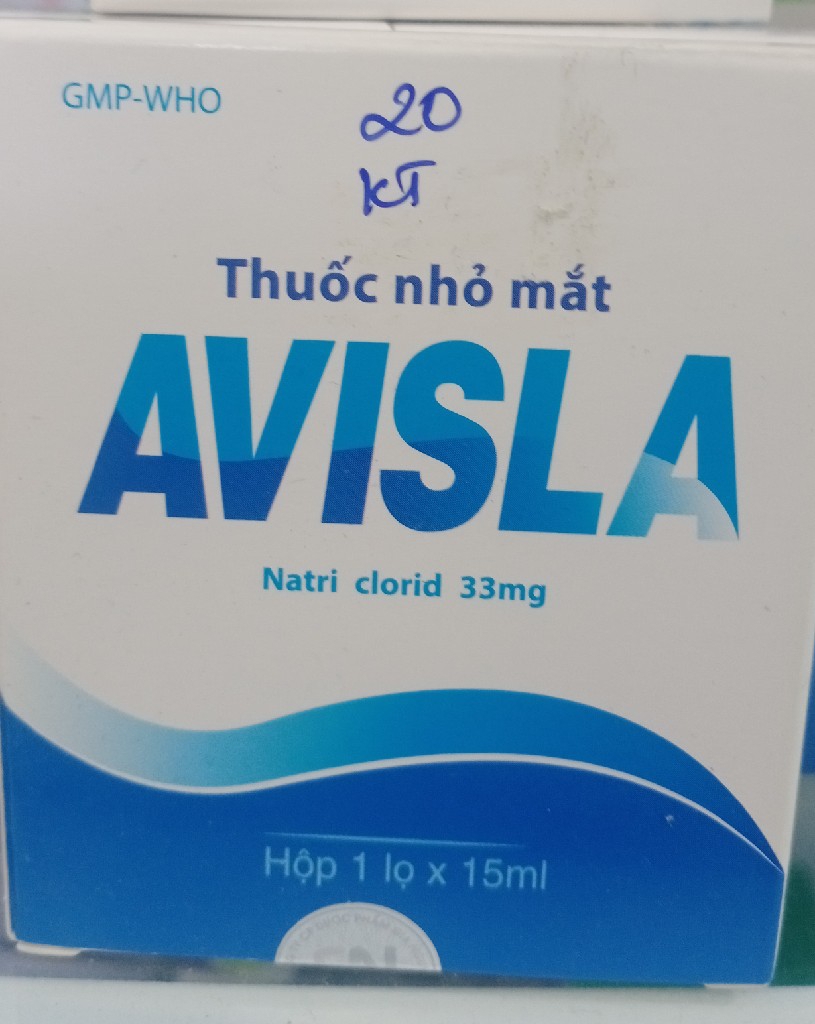 GMP-WHO
20
KT
Thuốc nhỏ mắt
AVISLA
Natri clorid 33mg
Hộp 1 lọ x 15ml